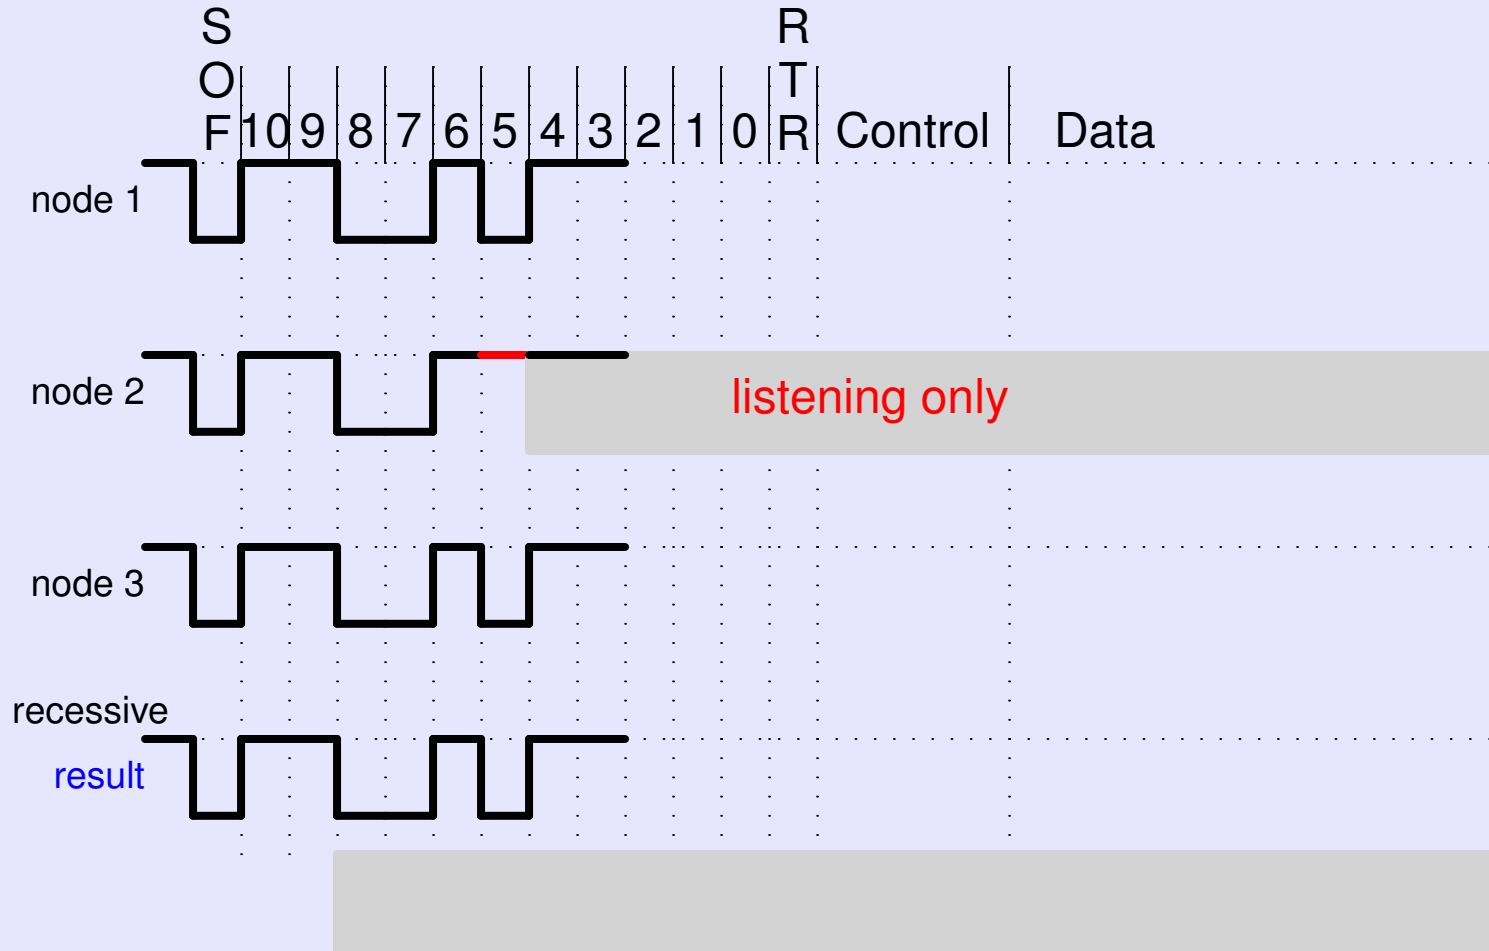 S
O
F
10 9 8 7 6 5 4 3 2 1 0
R
T
R
Control
Data
node 1
node 2
listening only
node 3
recessive
result